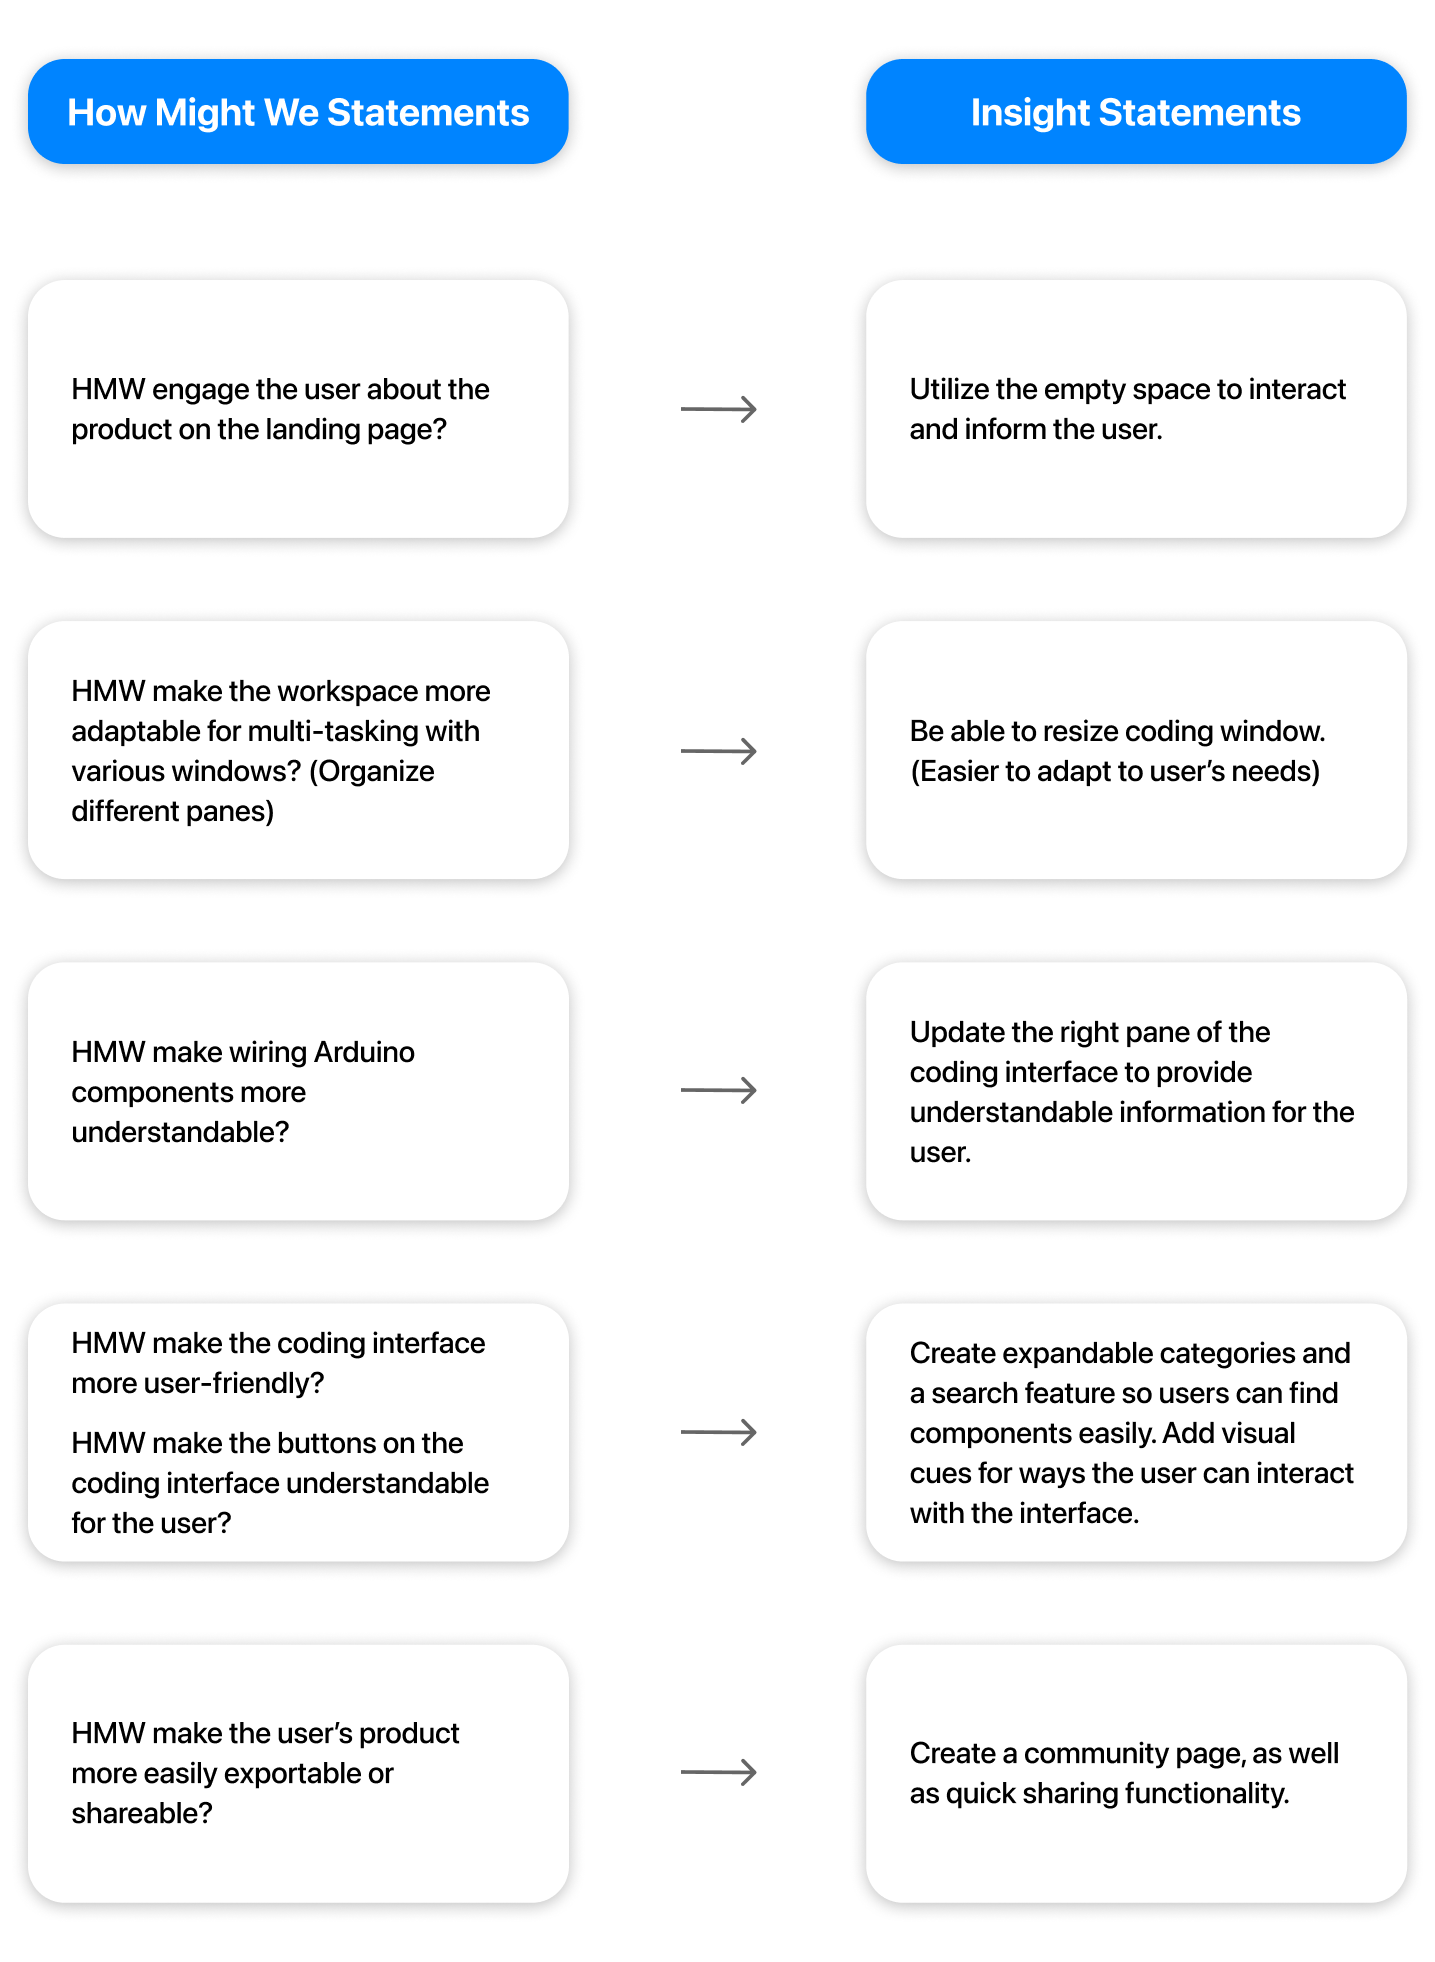 How Might We Statements
Insight Statements
HMW engage the user about the
product on the landing page?
Utilize the empty space to interact
and inform the user.
HMW make the workspace more
adaptable for multi-tasking with
various windows? (Organize
different panes)
Be able to resize coding window.
(Easier to adapt to user’s needs)
HMW make wiring Arduino
components more
understandable?
Update the right pane of the
coding interface to provide
understandable information for the
user.
HMW make the coding interface
more user-friendly?
HMW make the buttons on the
coding interface understandable
for the user?
Create expandable categories and
a search feature so users can find
components easily. Add visual
cues for ways the user can interact
with the interface.
HMW make the user’s product
more easily exportable or
shareable?
Create a community page, as well
as quick sharing functionality.